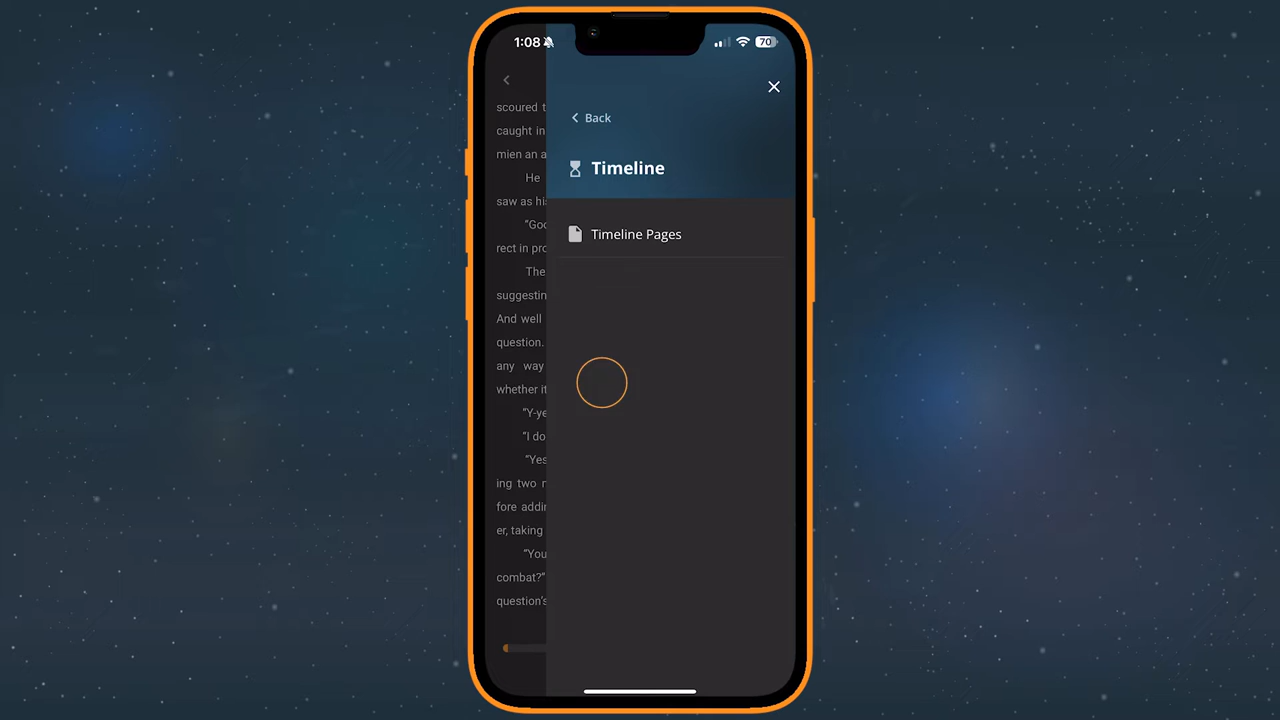 1:08
70
Back
Timeline
Timeline Pages
scoured t
caught in
mien an a
He
saw as his
“Goo
rect in pro
The
suggestin
And well
question.
any way
whether it
“Y-ye
“I do
“Yes
ing two n
fore addin
er, taking
“You
combat?”
question's